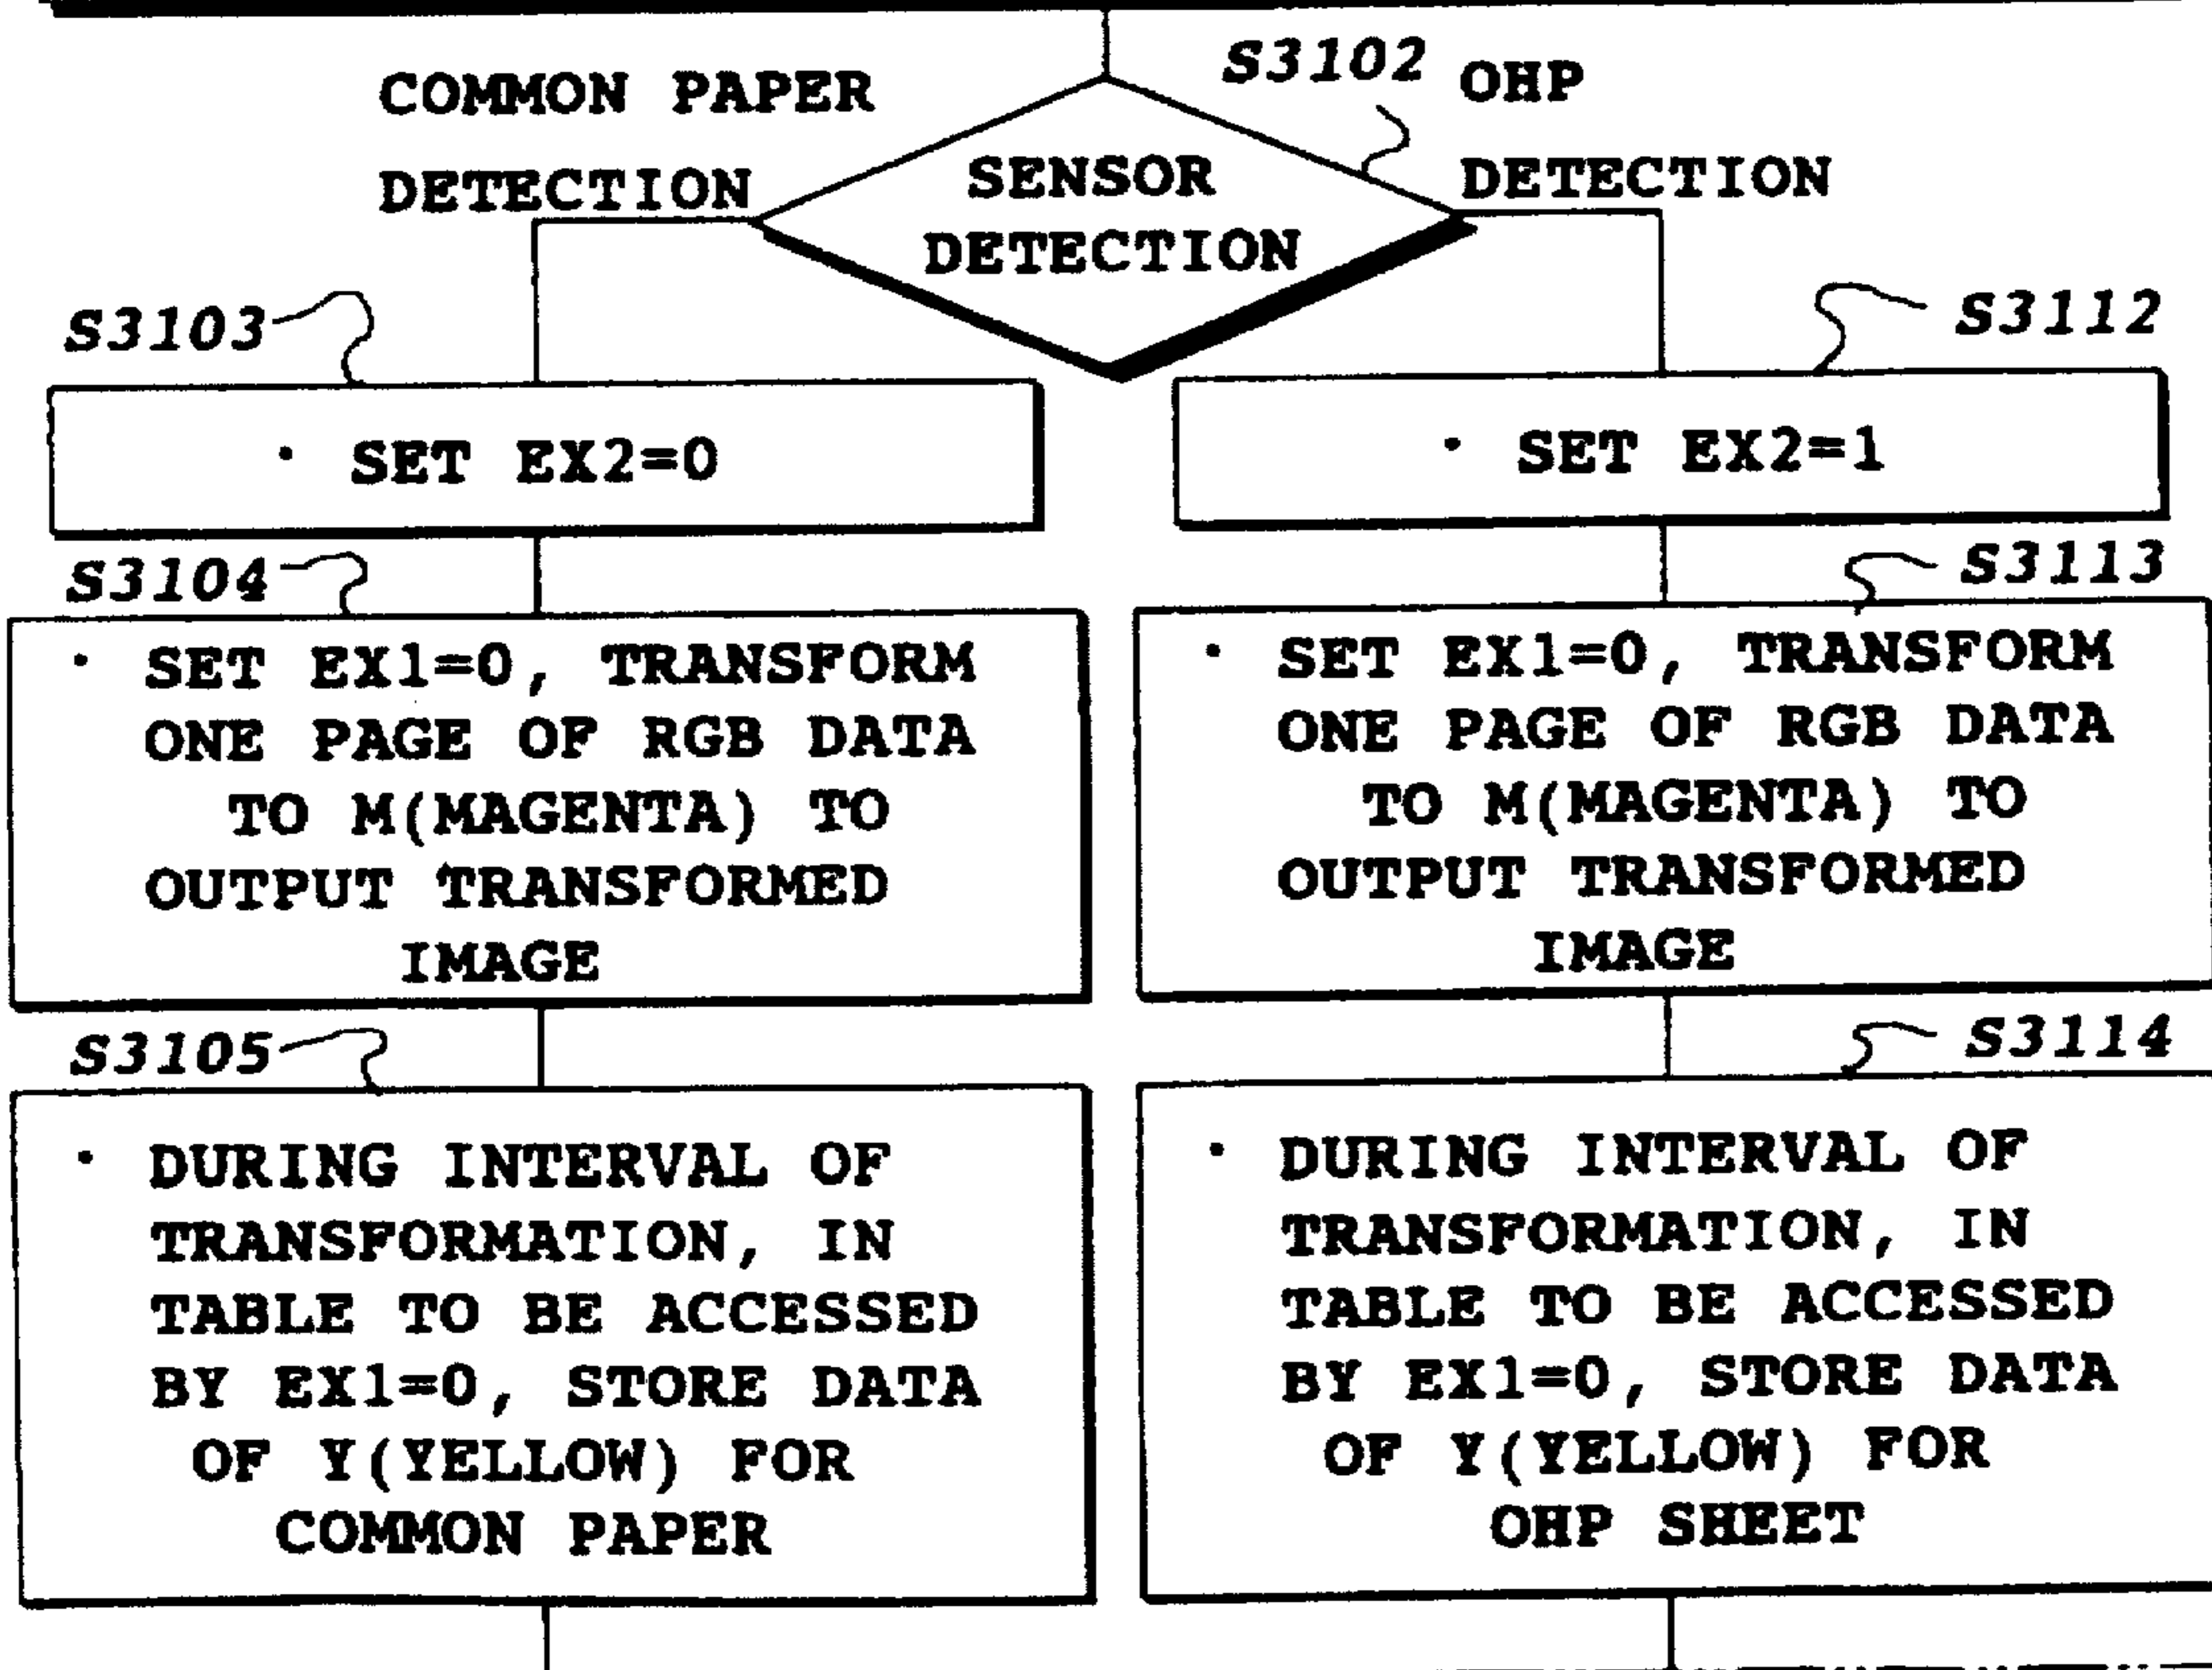 COMMON PAPER
DETECTION
S3102
OHP
DETECTION
SENSOR
DETECTION
S3103
· SET EX2=0
S3104
· SET EX1=0, TRANSFORM
ONE PAGE OF RGB DATA
TO M(MAGENTA) TO
OUTPUT TRANSFORMED
IMAGE
S3105
· DURING INTERVAL OF
TRANSFORMATION, IN
TABLE TO BE ACCESSED
BY EX1=0, STORE DATA
OF Y(YELLOW) FOR
COMMON PAPER
S3112
· SET EX2=1
S3113
· SET EX1=0, TRANSFORM
ONE PAGE OF RGB DATA
TO M(MAGENTA) TO
OUTPUT TRANSFORMED
IMAGE
S3114
· DURING INTERVAL OF
TRANSFORMATION, IN
TABLE TO BE ACCESSED
BY EX1=0, STORE DATA
OF Y(YELLOW) FOR
OHP SHEET